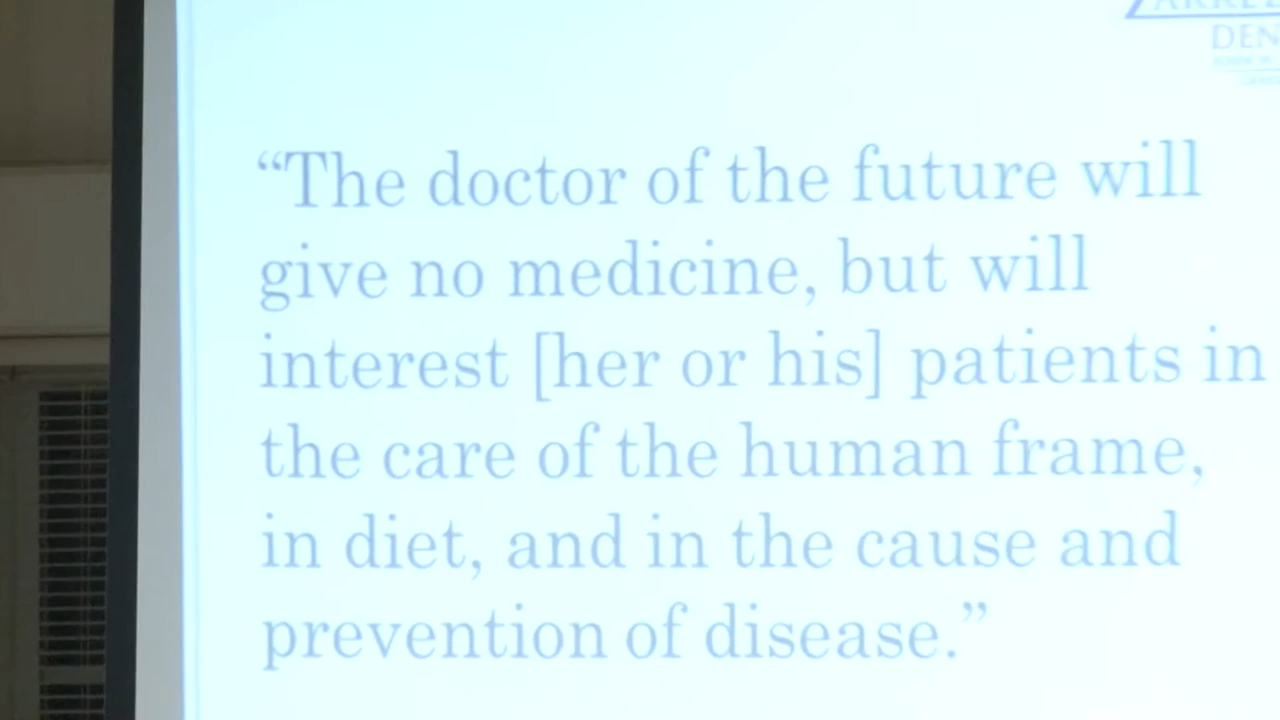 DEN
“The doctor of the future will
give no medicine, but will
interest [her or his] patients in
the care of the human frame,
in diet, and in the cause and
prevention of disease.”